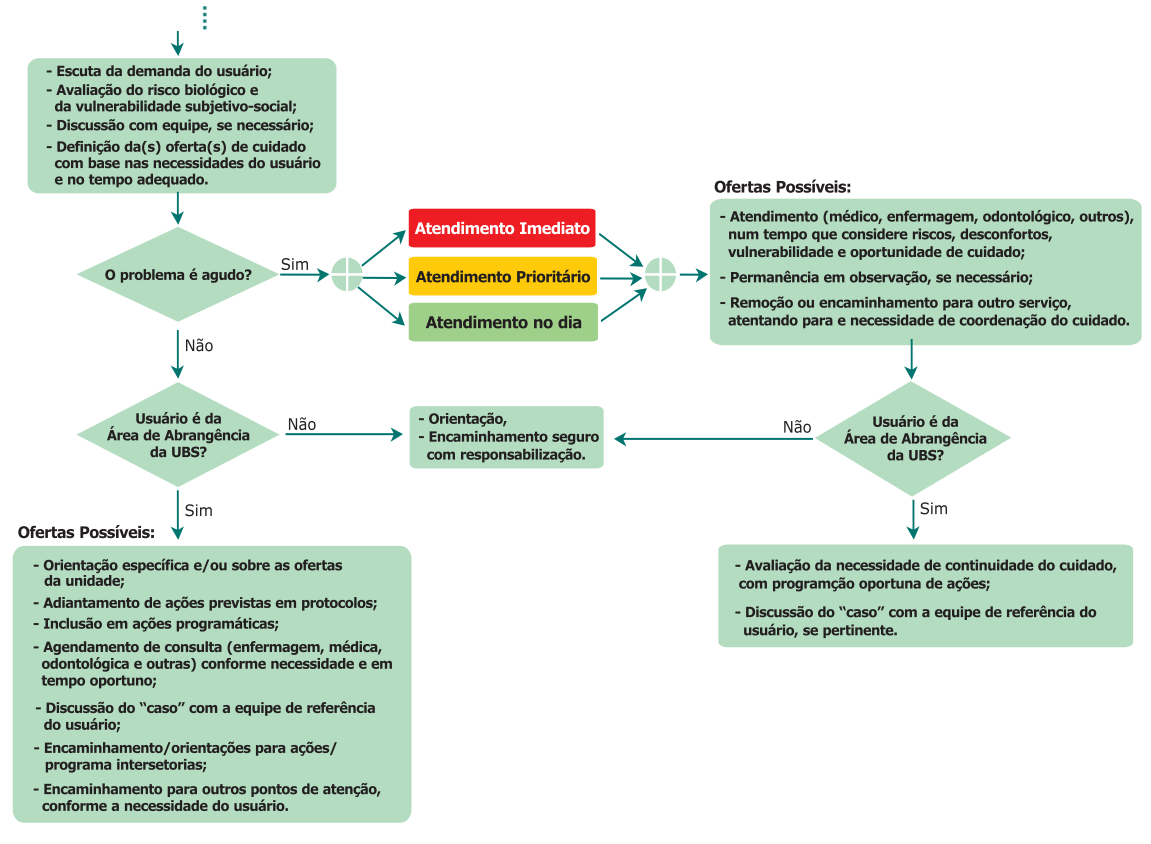 - Escuta da demanda do usuário;
- Avaliação do risco biológico e
da vulnerabilidade subjetivo-social;
- Discussão com equipe, se necessário;
- Definição da(s) oferta(s) de cuidado
com base nas necessidades do usuário
e no tempo adequado.
O problema é agudo?
Sim
Atendimento Imediato
Atendimento Prioritário
Atendimento no dia
Ofertas Possíveis:
- Atendimento (médico, enfermagem, odontológico, outros),
num tempo que considere riscos, desconfortos,
vulnerabilidade e oportunidade de cuidado;
- Permanência em observação, se necessário;
- Remoção ou encaminhamento para outro serviço,
atentando para e necessidade de coordenação do cuidado.
Não
Usuário é da
Área de Abrangência
da UBS?
Não
- Orientação,
- Encaminhamento seguro
com responsabilização.
Não
Usuário é da
Área de Abrangência
da UBS?
Sim
Sim
Ofertas Possíveis:
- Orientação específica e/ou sobre as ofertas
da unidade;
- Adiantamento de ações previstas em protocolos;
- Inclusão em ações programáticas;
- Agendamento de consulta (enfermagem, médica,
odontológica e outras) conforme necessidade e em
tempo oportuno;
- Discussão do “caso” com a equipe de referência
do usuário;
- Encaminhamento/orientações para ações/
programa intersetorias;
- Encaminhamento para outros pontos de atenção,
conforme a necessidade do usuário.
- Avaliação da necessidade de continuidade do cuidado,
com programção oportuna de ações;
- Discussão do “caso” com a equipe de referência do
usuário, se pertinente.